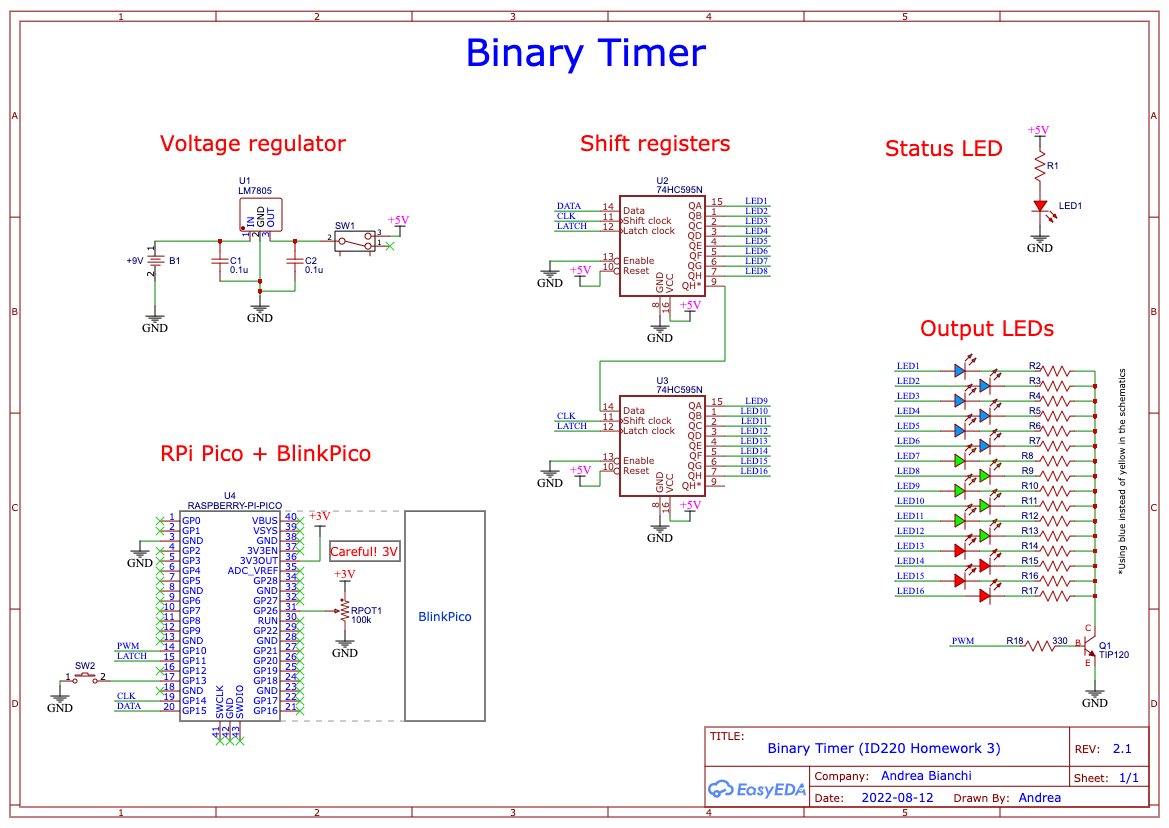 1 2 3 4 5
Binary Timer
A A
Voltage regulator
Shift registers
Status LED
+5V
R1
LED1
GND
U1
LM7805
IN GND OUT
1 2 3
SW1
2 3 1
+5V
+9V 1 2 B1
C1
0.1u
C2
0.1u
GND
GND
U2
74HC595N
DATA 14 Data QA 15 LED1
CLK 11 Shift clock QB 1 LED2
LATCH 12 Latch clock QC 2 LED3
QD 3 LED4
QE 4 LED5
13 Enable QF 5 LED6
10 Reset QG 6 LED7
QH 7 LED8
QH* 9
GND VCC
8 16
GND
+5V
+5V
GND
B B
Output LEDs
LED1 R2
LED2 R3
LED3 R4
LED4 R5
LED5 R6
LED6 R7
LED7 R8
LED8 R9
LED9 R10
LED10 R11
LED11 R12
LED12 R13
LED13 R14
LED14 R15
LED15 R16
LED16 R17
*Using blue instead of yellow in the schematics
U3
74HC595N
14 Data QA 15 LED9
CLK 11 Shift clock QB 1 LED10
LATCH 12 Latch clock QC 2 LED11
QD 3 LED12
QE 4 LED13
13 Enable QF 5 LED14
10 Reset QG 6 LED15
QH 7 LED16
QH* 9
GND VCC
8 16
GND
+5V
+5V
GND
C C
RPi Pico + BlinkPico
U4
RASPBERRY-PI-PICO
1 GP0 VBUS 40
2 GP1 VSYS 39
3 GND GND 38
4 GP2 3V3EN 37
5 GP3 3V3OUT 36
6 GP4 ADC_VREF 35
7 GP5 GP28 34
8 GND GND 33
9 GP6 GP27 32
10 GP7 GP26 31
11 GP8 RUN 30
12 GP9 GP22 29
13 GND GND 28
PWM 14 GP10 GP21 27
LATCH 15 GP11 GP20 26
16 GP12 GP19 25
17 GP13 GP18 24
18 GND GND 23
CLK 19 GP14 GP17 22
DATA 20 GP15 GP16 21
SWCLK GND SWDIO
41 42 43
GND
SW2
1 2
GND
+3V
Careful! 3V
+3V
RPOT1
100k
GND
BlinkPico
PWM R18 330 B C E
Q1
TIP120
GND
D D
TITLE:
Binary Timer (ID220 Homework 3)
REV: 2.1
EasyEDA
Company: Andrea Bianchi
Sheet: 1/1
Date: 2022-08-12 Drawn By: Andrea
1 2 3 4 5